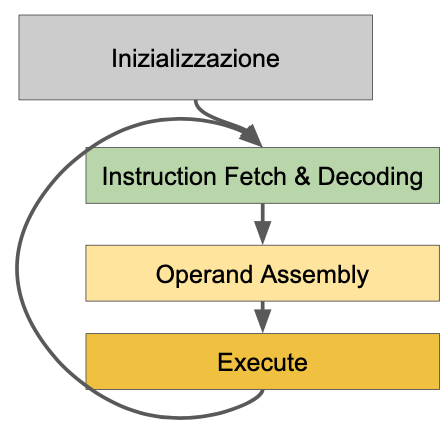 Inizializzazione
Instruction Fetch & Decoding
Operand Assembly
Execute